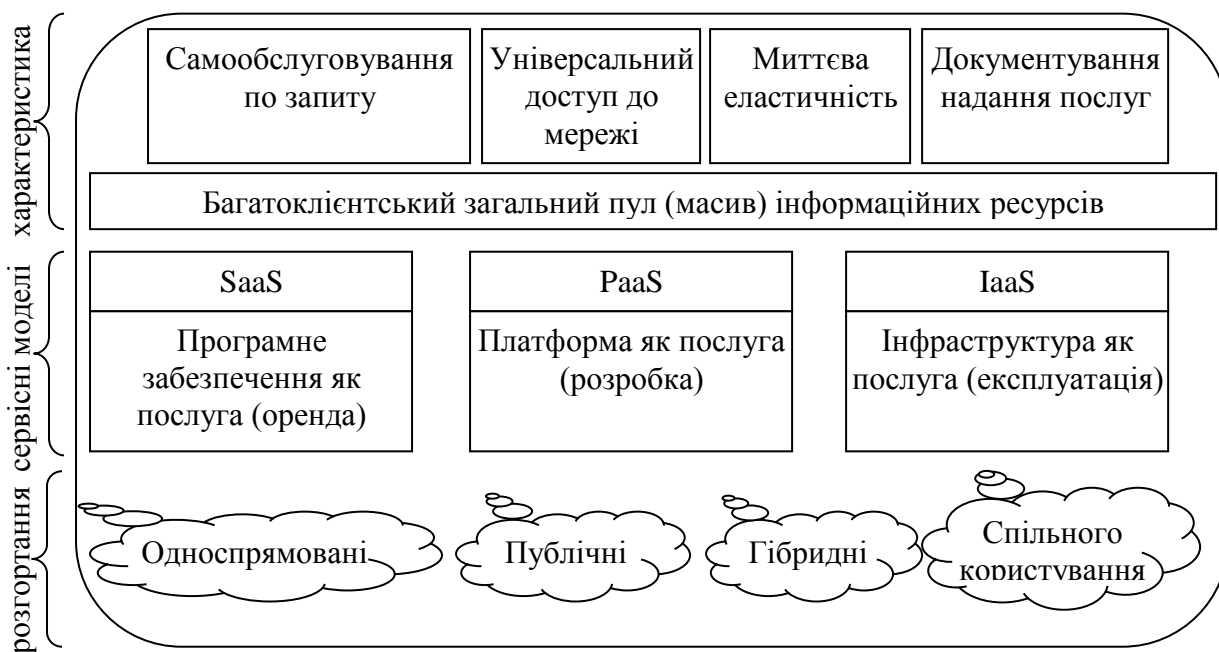 характеристика
Самообслуговування
по запиту
Універсальний
доступ до
мережі
Миттєва
еластичність
Документування
надання послуг
Багатоклієнтський загальний пул (масив) інформаційних ресурсів
сервісні моделі
SaaS
Програмне
забезпечення як
послуга (оренда)
PaaS
Платформа як послуга
(розробка)
IaaS
Інфраструктура як
послуга (експлуатація)
розгортання
Односпрямовані
Публічні
Гібридні
Спільного
користування